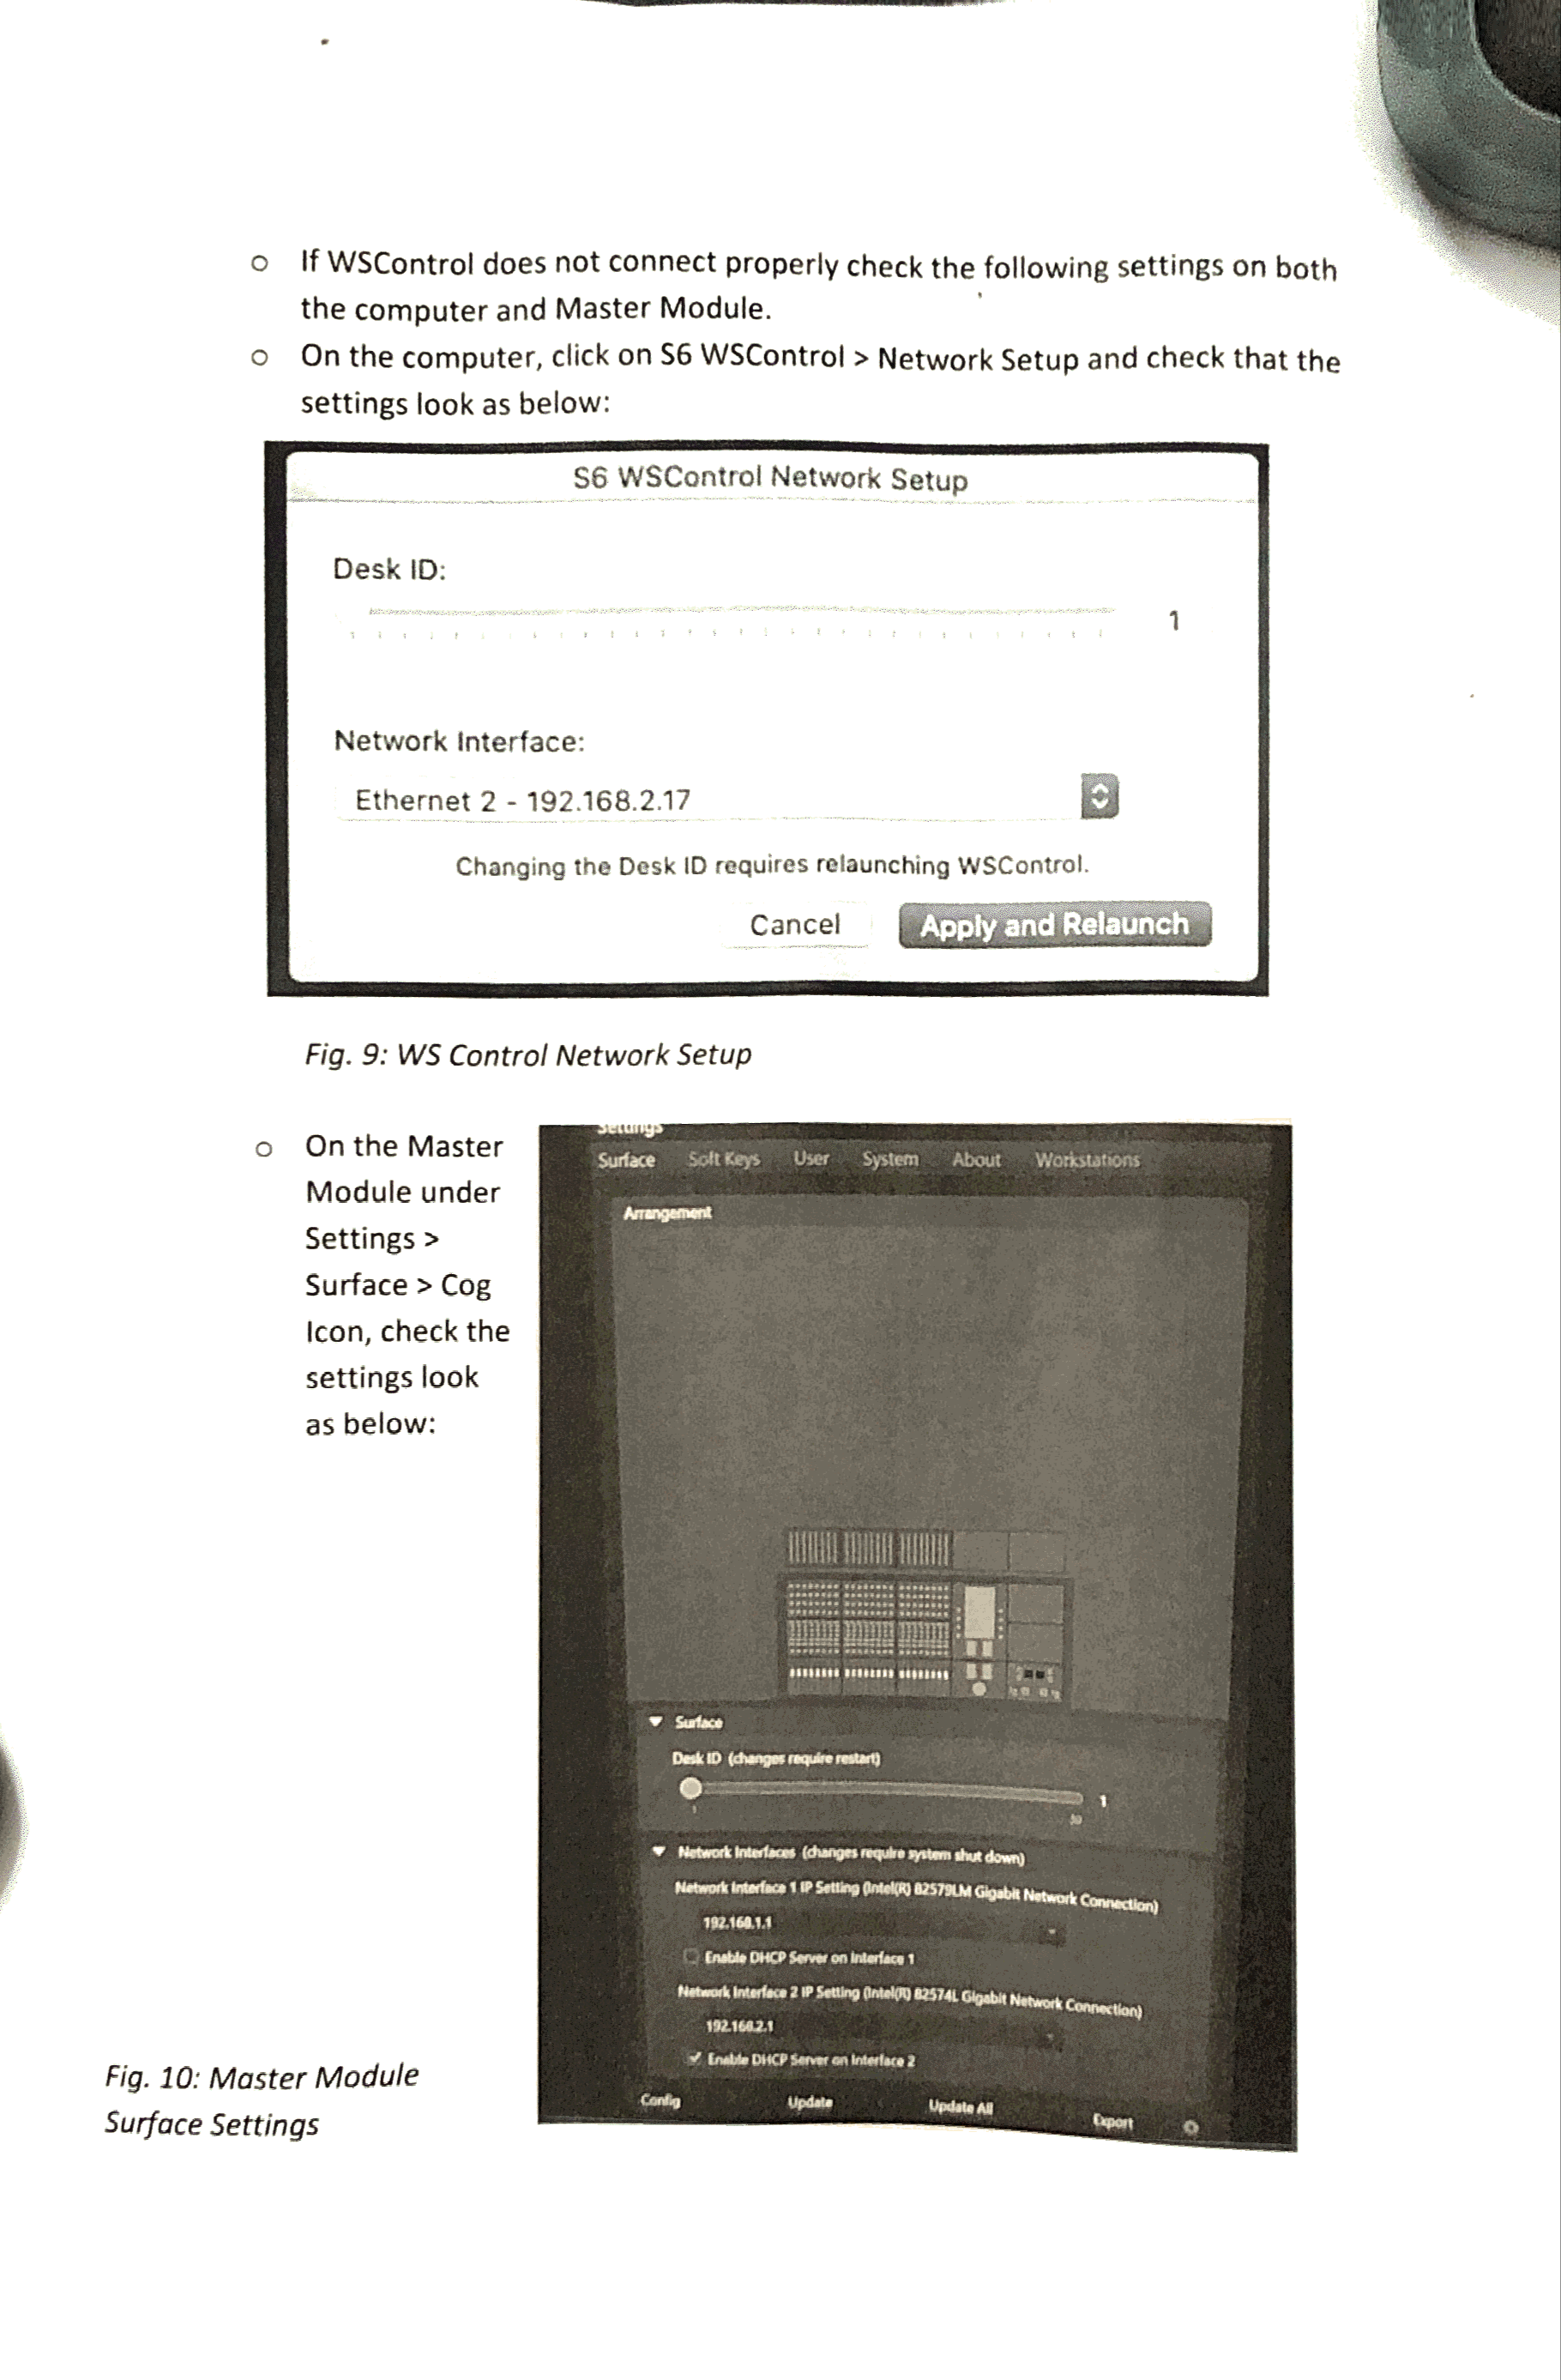 ○ If WSControl does not connect properly check the following settings on both
the computer and Master Module.
○ On the computer, click on S6 WSControl > Network Setup and check that the
settings look as below:
S6 WSControl Network Setup
Desk ID:
1
Network Interface:
Ethernet 2 - 192.168.2.17
Changing the Desk ID requires relaunching WSControl.
Cancel Apply and Relaunch
Fig. 9: WS Control Network Setup
○ On the Master
Module under
Settings >
Surface > Cog
Icon, check the
settings look
as below:
Settings
Surface Soft Keys User System About Workstations
Arrangement
Surface
Desk ID (changes require restart)
1
1
Network Interfaces (changes require system shut down)
Network Interface 1 IP Setting (Intel(R) 82579LM Gigabit Network Connection)
192.168.1.1
Enable DHCP Server on Interface 1
Network Interface 2 IP Setting (Intel(R) 82574L Gigabit Network Connection)
192.168.2.1
Enable DHCP Server on Interface 2
Config Update Update All Export
Fig. 10: Master Module
Surface Settings